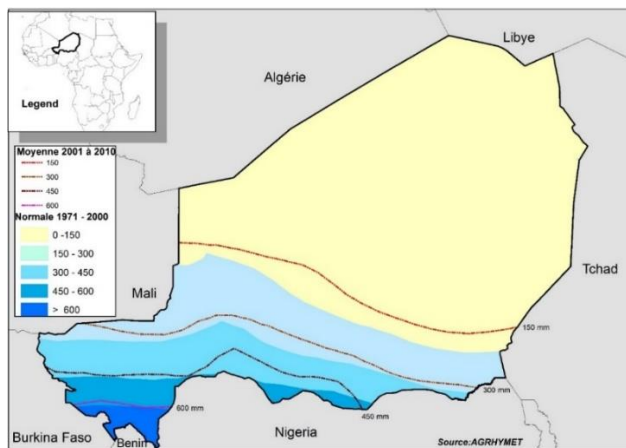 Libye
Algérie
Legend
Moyenne 2001 à 2010
150
300
450
600
Normale 1971 - 2000
0 -150
150 - 300
300 - 450
450 - 600
> 600
Tchad
Mali
150 mm
300 mm
600 mm
450 mm
Burkina Faso
Benin
Nigeria
Source:AGRHYMET